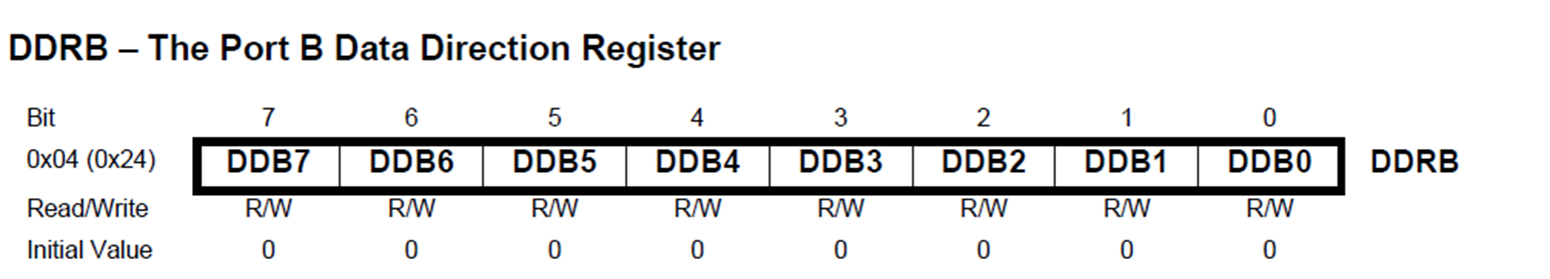 DDRB – The Port B Data Direction Register
Bit 7 6 5 4 3 2 1 0
0x04 (0x24) DDB7 DDB6 DDB5 DDB4 DDB3 DDB2 DDB1 DDB0 DDRB
Read/Write R/W R/W R/W R/W R/W R/W R/W R/W
Initial Value 0 0 0 0 0 0 0 0